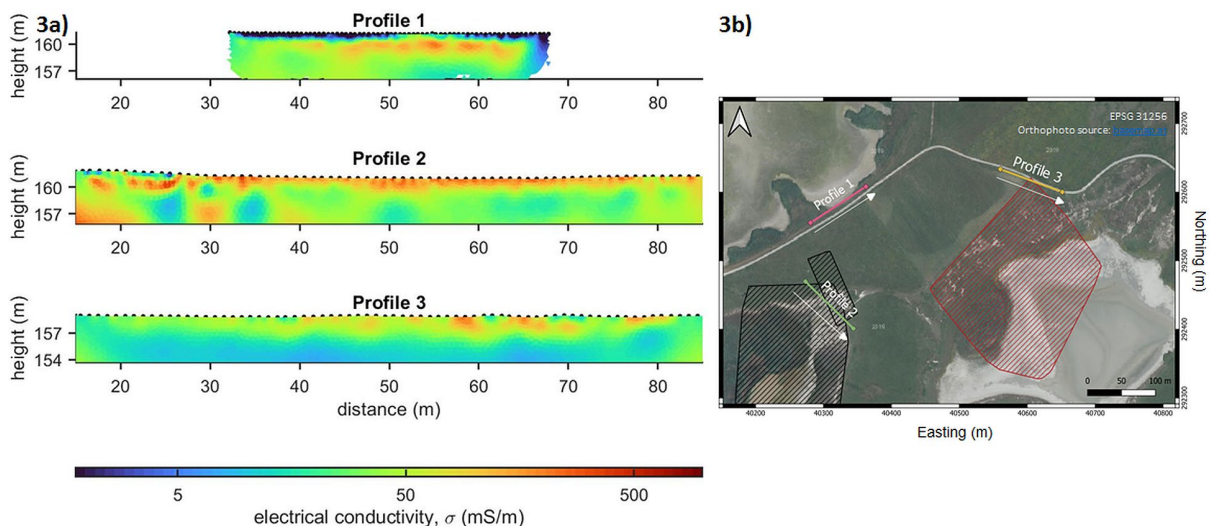 3a)
Profile 1
height (m)
160
157
20
30
40
50
60
70
80
Profile 2
height (m)
160
157
20
30
40
50
60
70
80
Profile 3
height (m)
157
154
20
30
40
50
60
70
80
distance (m)
5
50
500
electrical conductivity, σ (mS/m)
3b)
EPSG 31256
Orthophoto source: basemap.at
Profile 1
Profile 3
Profile 2
0 50 100 m
292700
292600
292500
292400
292300
Northing (m)
40200 40300 40400 40500 40600 40700 40800
Easting (m)